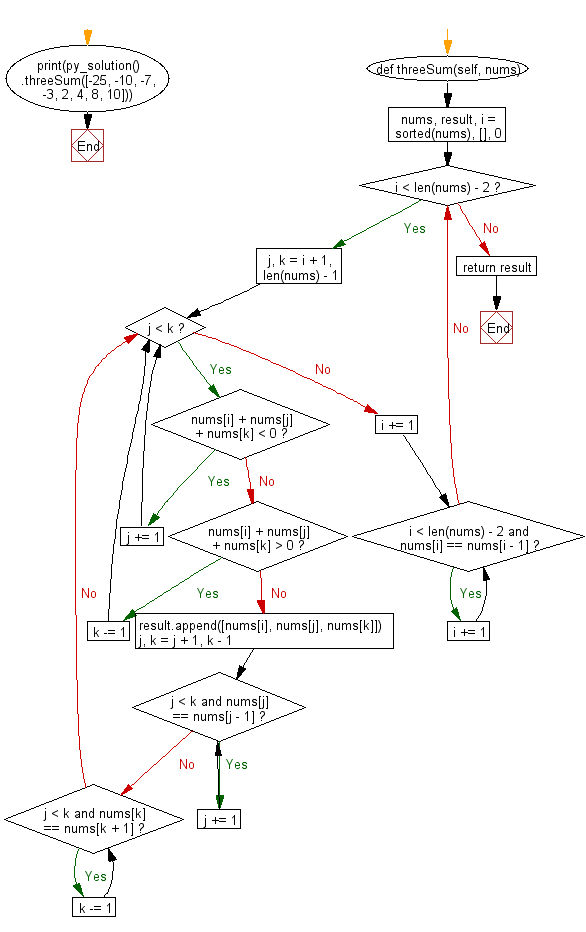 print(py_solution()
.threeSum([-25, -10, -7,
-3, 2, 4, 8, 10]))
End
def threeSum(self, nums)
nums, result, i =
sorted(nums), [], 0
i < len(nums) - 2 ?
Yes
No
j, k = i + 1,
len(nums) - 1
return result
End
j < k ?
No
Yes
No
nums[i] + nums[j]
+ nums[k] < 0 ?
i += 1
Yes
No
j += 1
nums[i] + nums[j]
+ nums[k] > 0 ?
i < len(nums) - 2 and
nums[i] == nums[i - 1] ?
No
Yes
No
Yes
k -= 1
result.append([nums[i], nums[j], nums[k]])
j, k = j + 1, k - 1
i += 1
j < k and nums[j]
== nums[j - 1] ?
No
Yes
j < k and nums[k]
== nums[k + 1] ?
j += 1
Yes
k -= 1